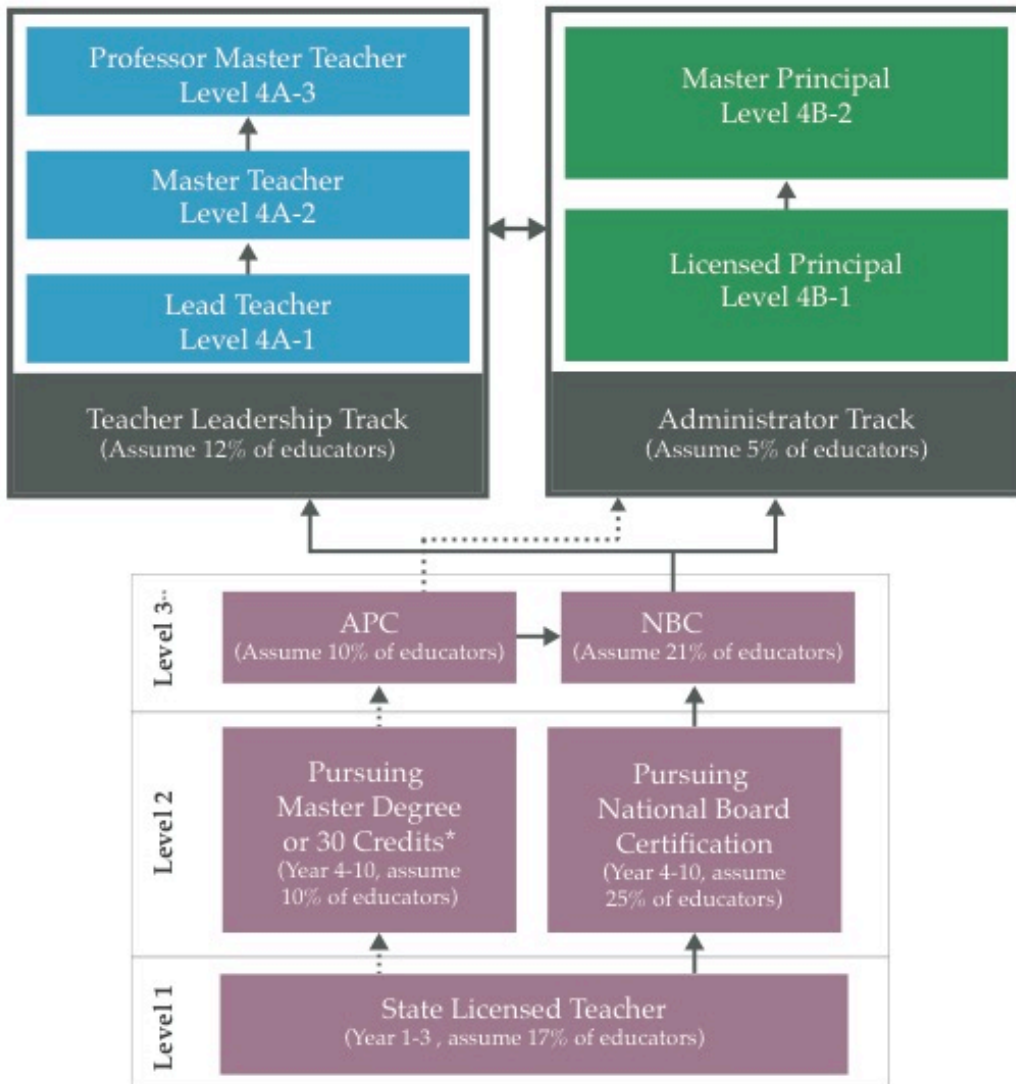 Professor Master Teacher
Level 4A-3
Master Teacher
Level 4A-2
Lead Teacher
Level 4A-1
Teacher Leadership Track
(Assume 12% of educators)
Master Principal
Level 4B-2
Licensed Principal
Level 4B-1
Administrator Track
(Assume 5% of educators)
Level 3**
APC
(Assume 10% of educators)
NBC
(Assume 21% of educators)
Level 2
Pursuing
Master Degree
or 30 Credits*
(Year 4-10, assume
10% of educators)
Pursuing
National Board
Certification
(Year 4-10, assume
25% of educators)
Level 1
State Licensed Teacher
(Year 1-3 , assume 17% of educators)